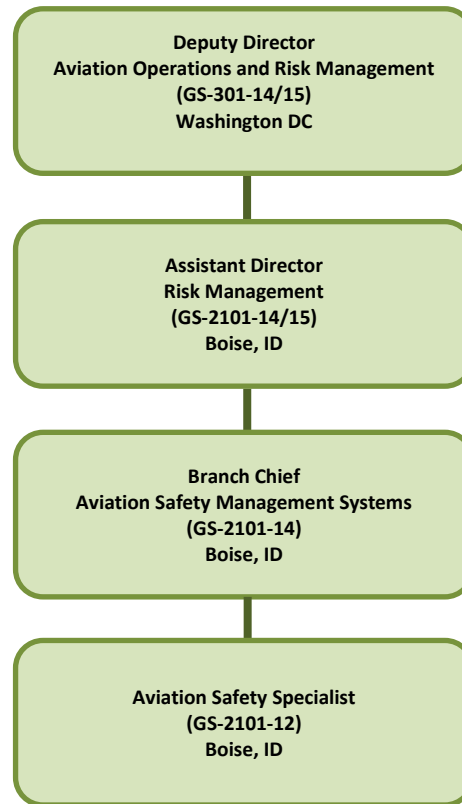 Deputy Director
Aviation Operations and Risk Management
(GS-301-14/15)
Washington DC
Assistant Director
Risk Management
(GS-2101-14/15)
Boise, ID
Branch Chief
Aviation Safety Management Systems
(GS-2101-14)
Boise, ID
Aviation Safety Specialist
(GS-2101-12)
Boise, ID